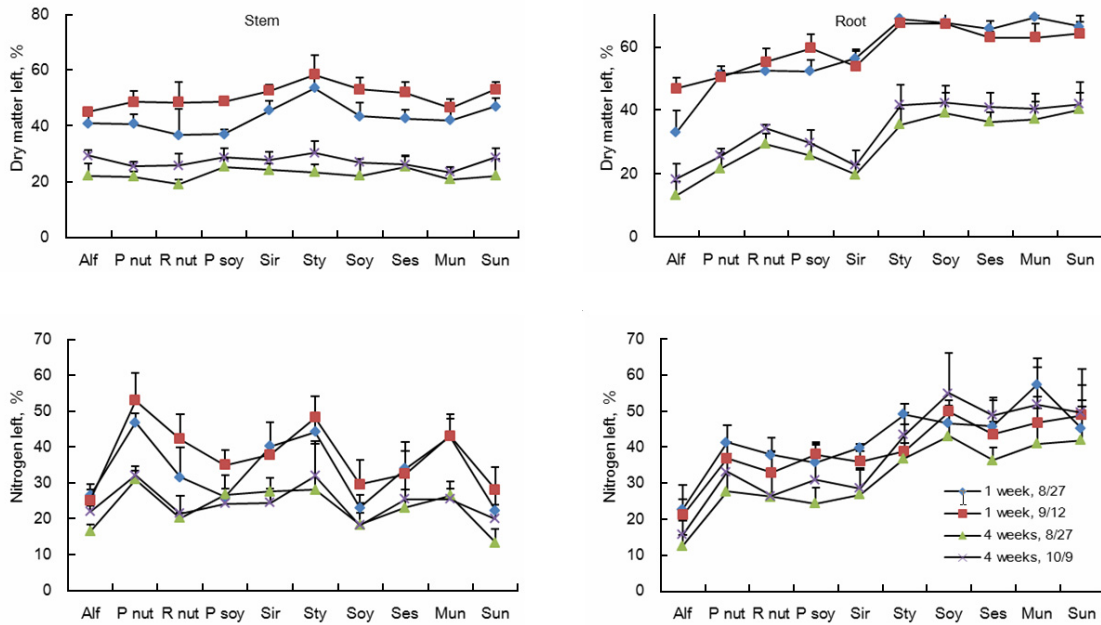 Stem
Dry matter left, %
80
60
40
20
0
Alf P nut R nut P soy Sir Sty Soy Ses Mun Sun
Root
Dry matter left, %
60
40
20
0
Alf P nut R nut P soy Sir Sty Soy Ses Mun Sun
Nitrogen left, %
70
60
50
40
30
20
10
0
Alf P nut R nut P soy Sir Sty Soy Ses Mun Sun
Nitrogen left, %
70
60
50
40
30
20
10
0
Alf P nut R nut P soy Sir Sty Soy Ses Mun Sun
1 week, 8/27
1 week, 9/12
4 weeks, 8/27
4 weeks, 10/9